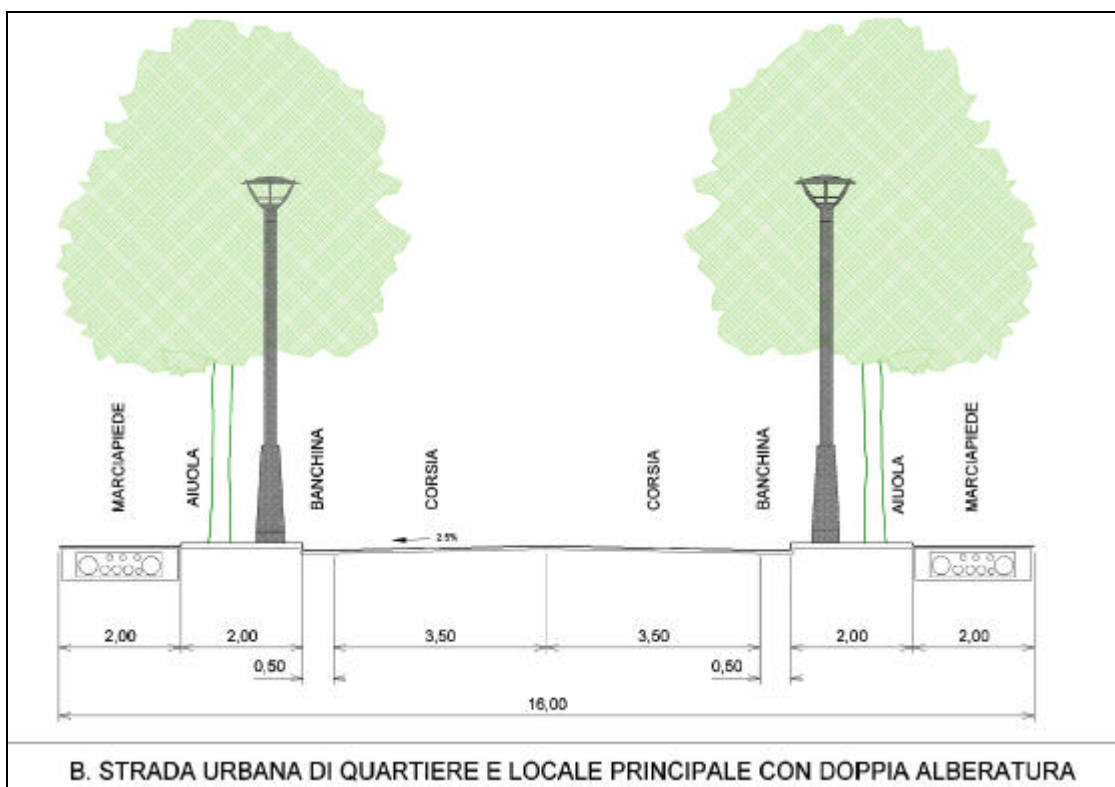 MARCIAPIEDE
AIUOLA
BANCHINA
CORSIA
CORSIA
BANCHINA
AIUOLA
MARCIAPIEDE
2.5%
2,00
2,00
3,50
3,50
2,00
2,00
0,50
0,50
16,00
B. STRADA URBANA DI QUARTIERE E LOCALE PRINCIPALE CON DOPPIA ALBERATURA